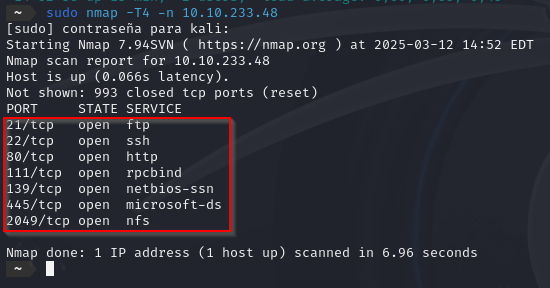 ~ sudo nmap -T4 -n 10.10.233.48
[sudo] contraseña para kali:
Starting Nmap 7.94SVN ( https://nmap.org ) at 2025-03-12 14:52 EDT
Nmap scan report for 10.10.233.48
Host is up (0.066s latency).
Not shown: 993 closed tcp ports (reset)
PORT     STATE SERVICE
21/tcp   open  ftp
22/tcp   open  ssh
80/tcp   open  http
111/tcp  open  rpcbind
139/tcp  open  netbios-ssn
445/tcp  open  microsoft-ds
2049/tcp open  nfs
Nmap done: 1 IP address (1 host up) scanned in 6.96 seconds
~